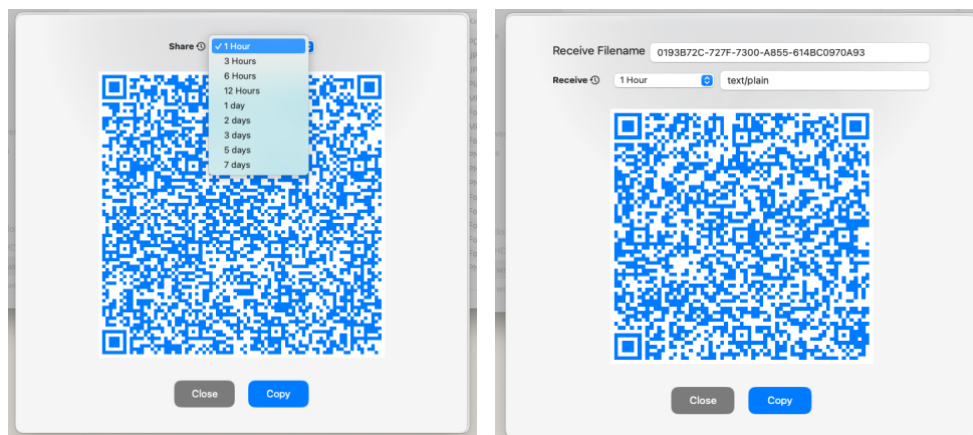 Share
✓ 1 Hour
3 Hours
6 Hours
12 Hours
1 day
2 days
3 days
5 days
7 days
Close
Copy
Receive Filename
0193B72C-727F-7300-A855-614BC0970A93
Receive
1 Hour
text/plain
Close
Copy